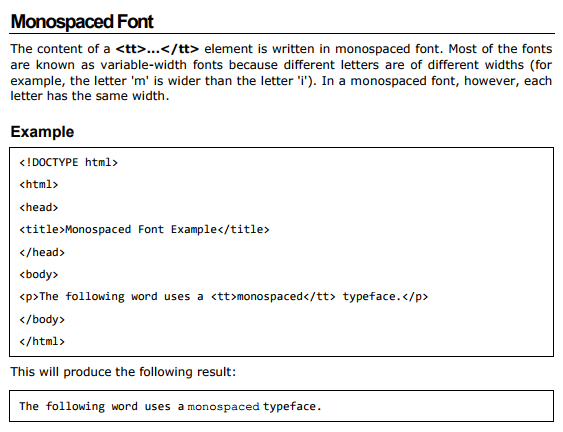 Monospaced Font
The content of a <tt>...</tt> element is written in monospaced font. Most of the fonts
are known as variable-width fonts because different letters are of different widths (for
example, the letter 'm' is wider than the letter 'i'). In a monospaced font, however, each
letter has the same width.
Example
<!DOCTYPE html>
<html>
<head>
<title>Monospaced Font Example</title>
</head>
<body>
<p>The following word uses a <tt>monospaced</tt> typeface.</p>
</body>
</html>
This will produce the following result:
The following word uses a monospaced typeface.